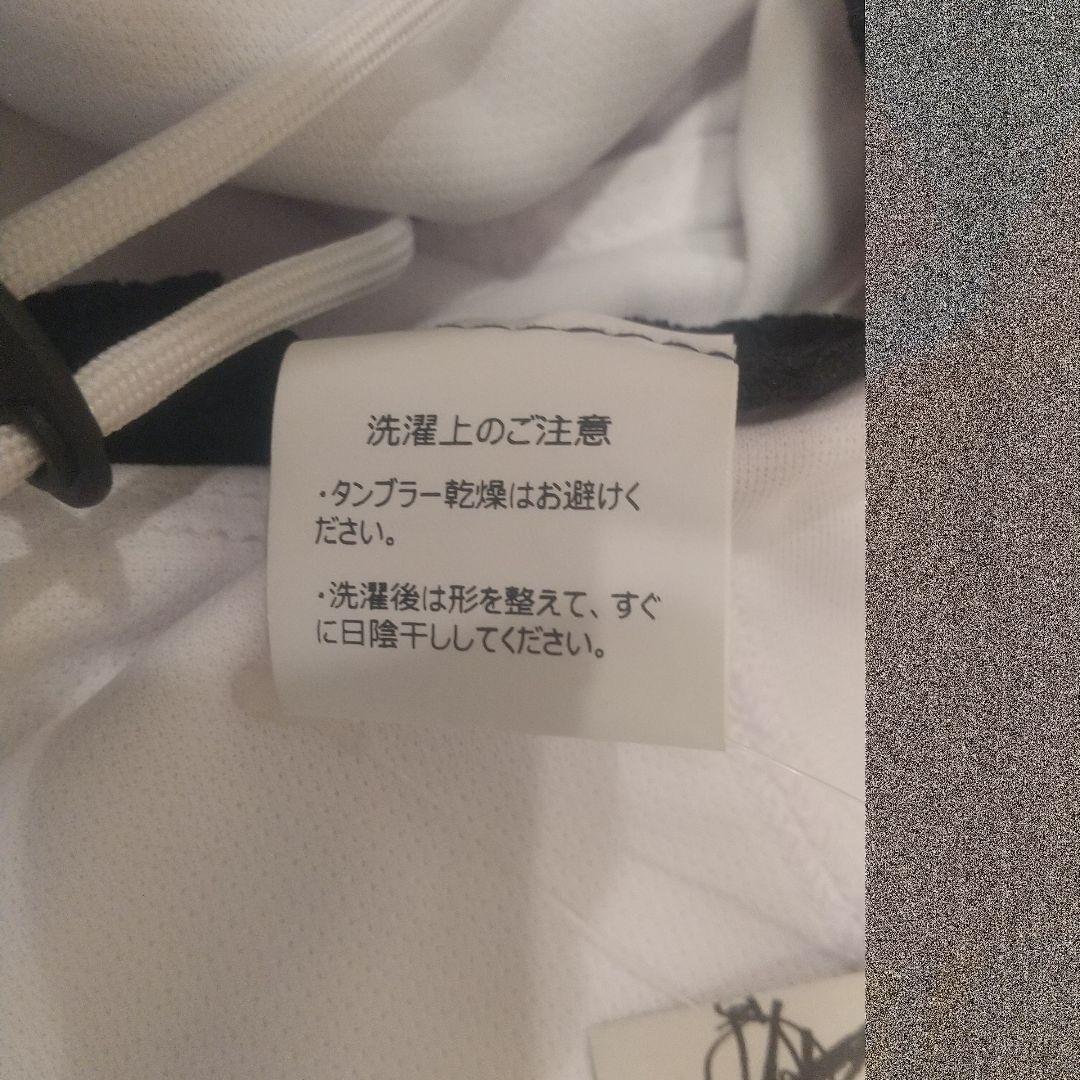 洗濯上のご注意
・タンブラー乾燥はお避けく
ださい。
・洗濯後は形を整えて、すぐ
に日陰干ししてください。